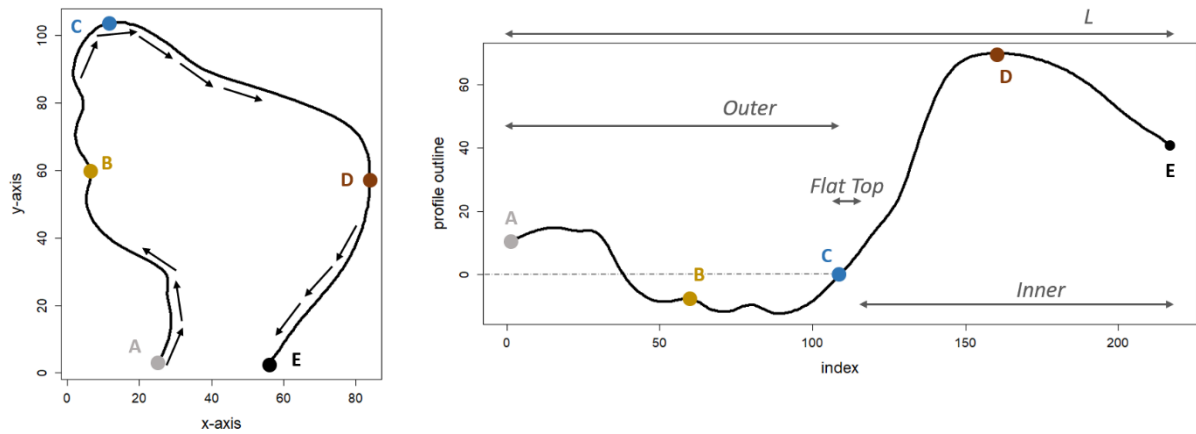 C
B
D
A
E
0 20 40 60 80 100
y-axis
0 20 40 60 80
x-axis
L
Outer
Flat Top
Inner
A
B
C
D
E
0 20 40 60
profile outline
0 50 100 150 200
index